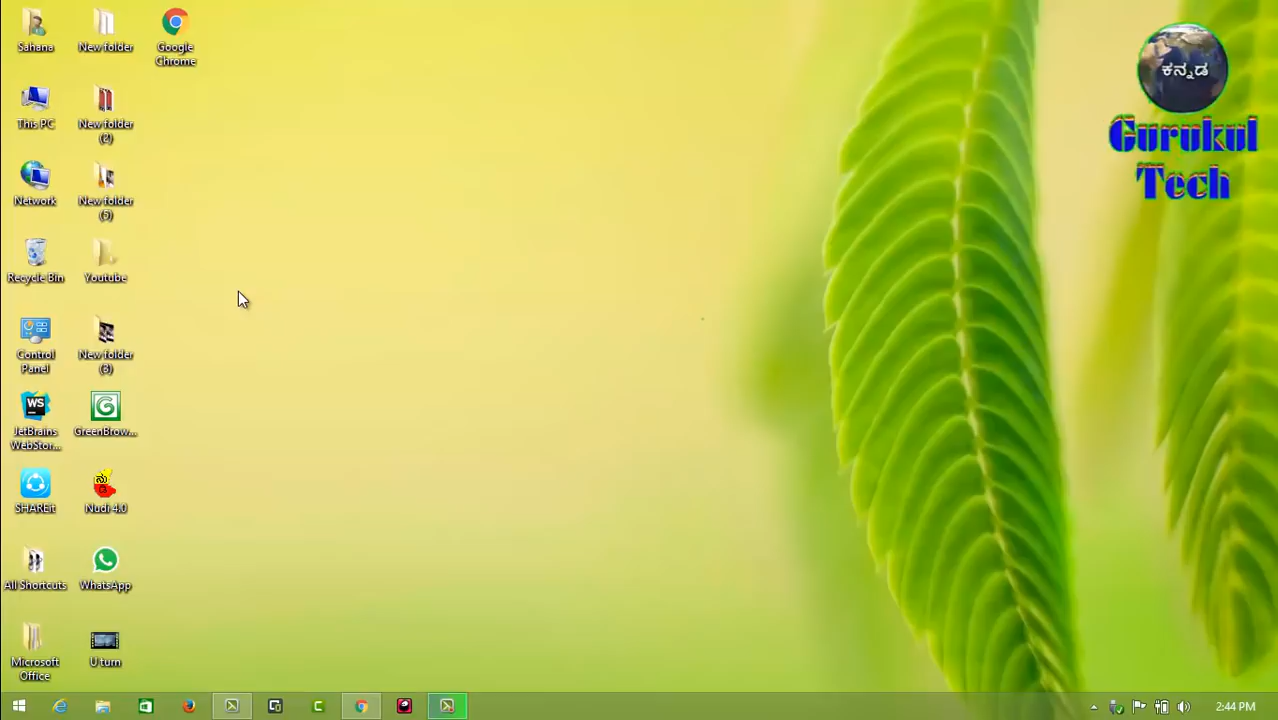 Sahana
New folder
Google
Chrome
This PC
New folder
(2)
Network
New folder
(5)
Recycle Bin
Youtube
Control
Panel
New folder
(3)
WS
JetBrains
WebStor...
GreenBrow...
SHAREit
ನುಡಿ
Nudi 4.0
All Shortcuts
WhatsApp
Microsoft
Office
U turn
ಕನ್ನಡ
Gurukul
Tech
2:44 PM